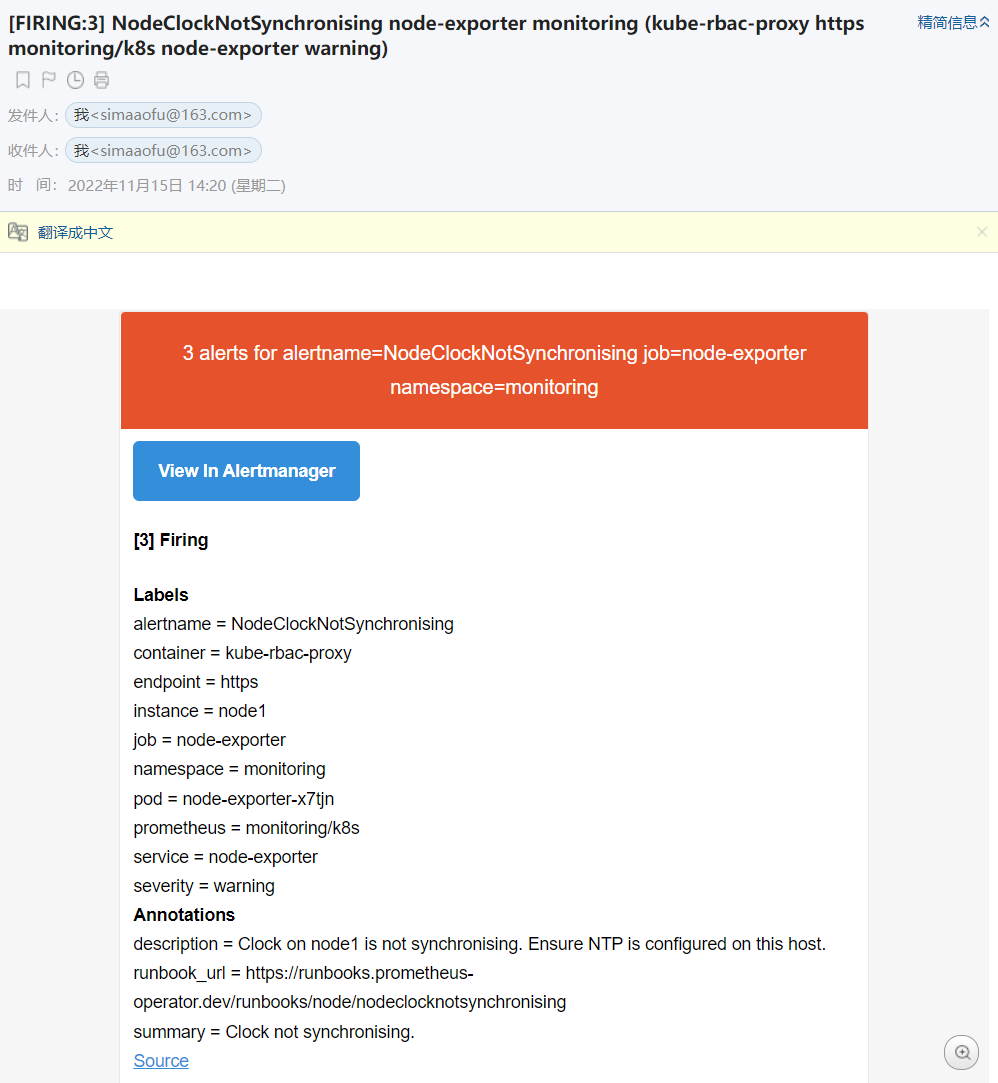 [FIRING:3] NodeClockNotSynchronising node-exporter monitoring (kube-rbac-proxy https
精简信息
monitoring/k8s node-exporter warning)
发件人： 我<simaaofu@163.com>
收件人： 我<simaaofu@163.com>
时 间： 2022年11月15日 14:20 (星期二)
翻译成中文
3 alerts for alertname=NodeClockNotSynchronising job=node-exporter
namespace=monitoring
View In Alertmanager
[3] Firing
Labels
alertname = NodeClockNotSynchronising
container = kube-rbac-proxy
endpoint = https
instance = node1
job = node-exporter
namespace = monitoring
pod = node-exporter-x7tjn
prometheus = monitoring/k8s
service = node-exporter
severity = warning
Annotations
description = Clock on node1 is not synchronising. Ensure NTP is configured on this host.
runbook_url = https://runbooks.prometheus-
operator.dev/runbooks/node/nodeclocknotsynchronising
summary = Clock not synchronising.
Source